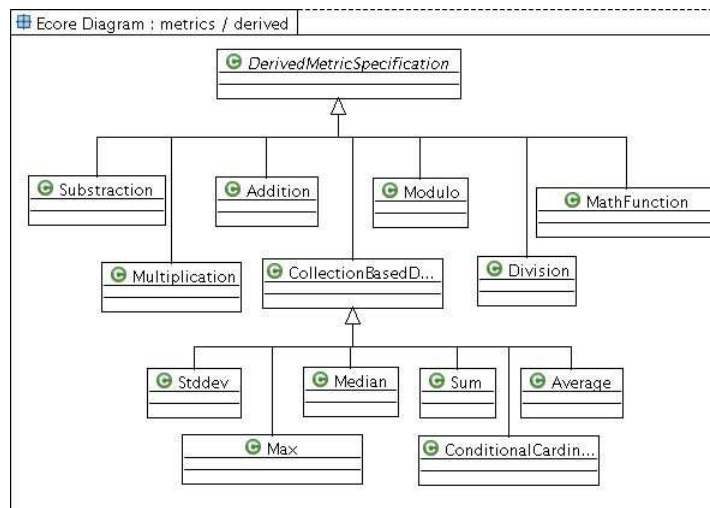 Ecore Diagram : metrics / derived
DerivedMetricSpecification
Substraction
Addition
Modulo
MathFunction
Multiplication
CollectionBasedD...
Division
Stddev
Median
Sum
Average
Max
ConditionalCardin...